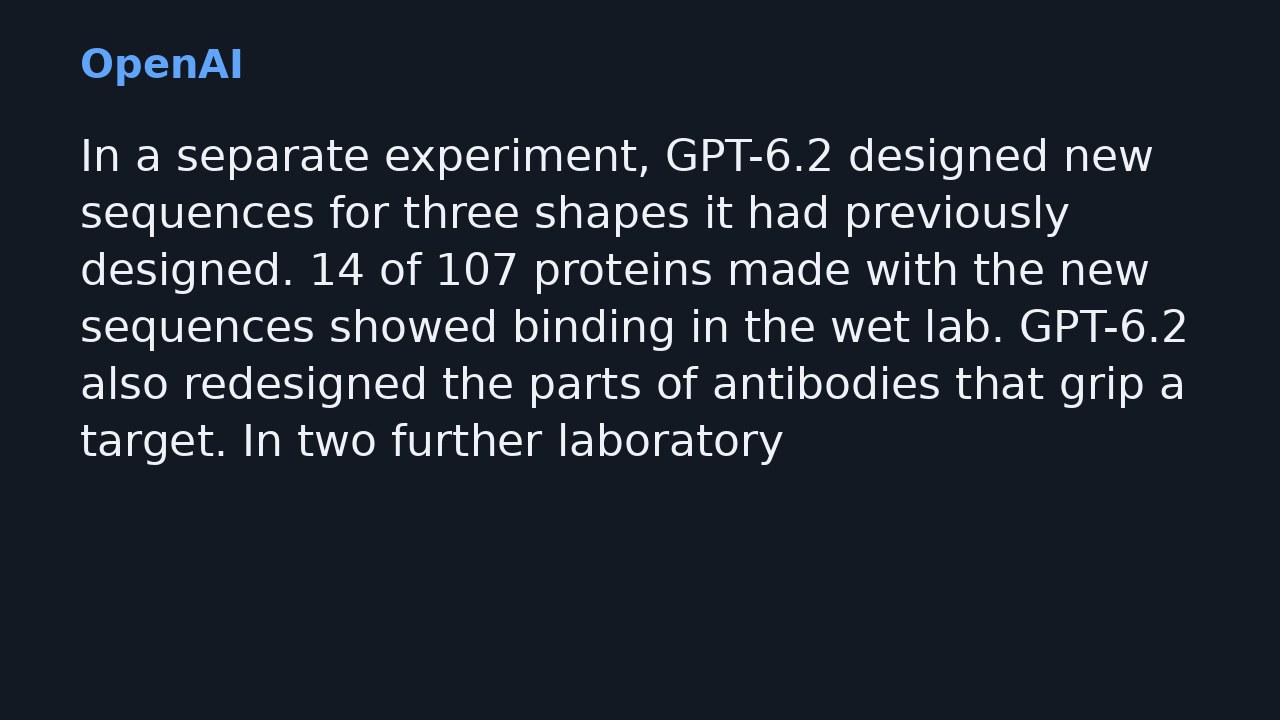 OpenAI
In a separate experiment, GPT-6.2 designed new
sequences for three shapes it had previously
designed. 14 of 107 proteins made with the new
sequences showed binding in the wet lab. GPT-6.2
also redesigned the parts of antibodies that grip a
target. In two further laboratory